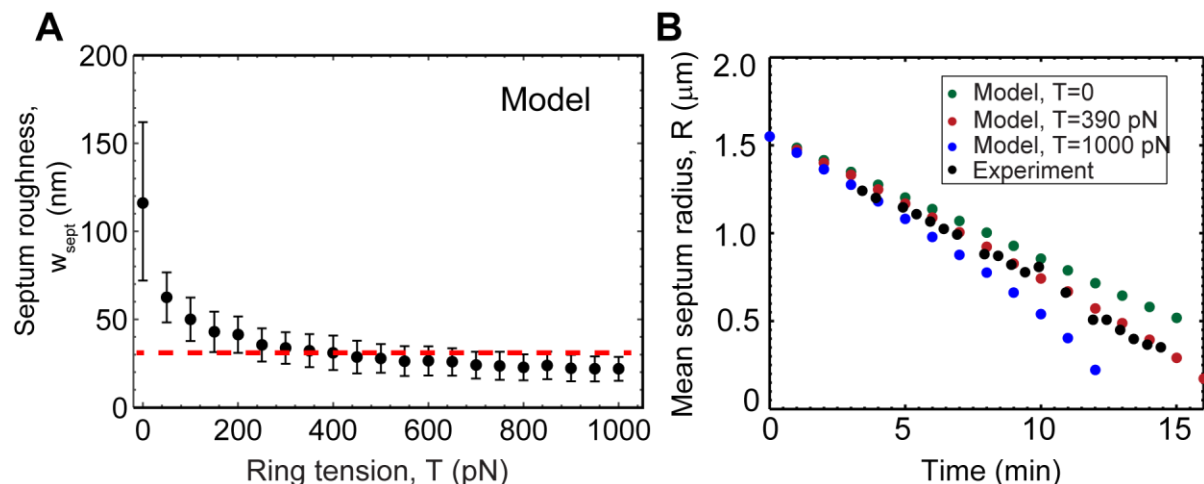 A
Septum roughness,
w_sept (nm)
200
150
100
50
0
Model
0
200
400
600
800
1000
Ring tension, T (pN)
B
Mean septum radius, R (μm)
2.0
1.5
1.0
0.5
0
Model, T=0
Model, T=390 pN
Model, T=1000 pN
Experiment
0
5
10
15
Time (min)